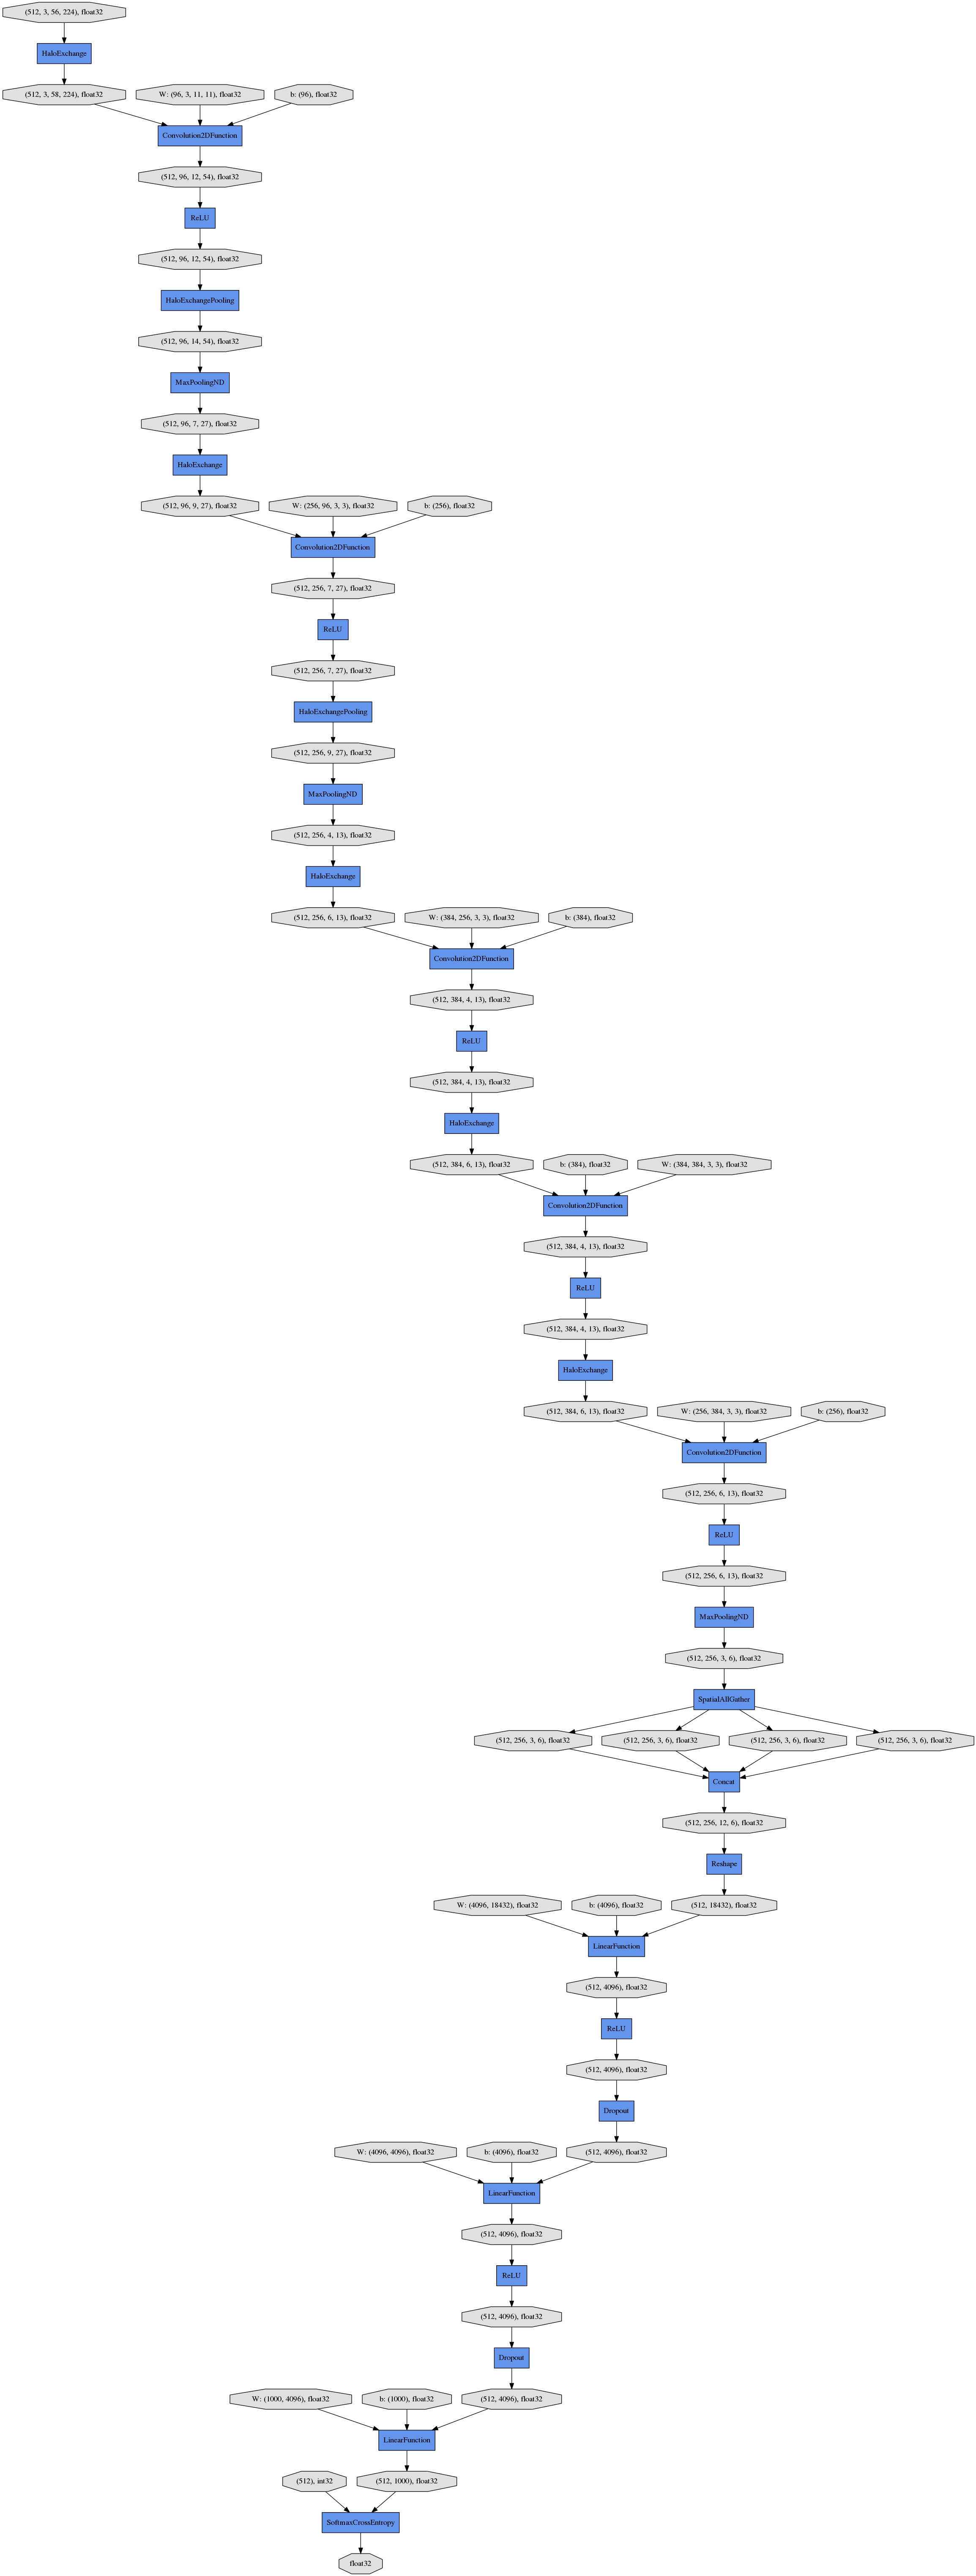 (512, 3, 56, 224), float32
HaloExchange
(512, 3, 58, 224), float32
W: (96, 3, 11, 11), float32
b: (96), float32
Convolution2DFunction
(512, 96, 12, 54), float32
ReLU
(512, 96, 12, 54), float32
HaloExchangePooling
(512, 96, 14, 54), float32
MaxPoolingND
(512, 96, 7, 27), float32
HaloExchange
(512, 96, 9, 27), float32
W: (256, 96, 3, 3), float32
b: (256), float32
Convolution2DFunction
(512, 256, 7, 27), float32
ReLU
(512, 256, 7, 27), float32
HaloExchangePooling
(512, 256, 9, 27), float32
MaxPoolingND
(512, 256, 4, 13), float32
HaloExchange
(512, 256, 6, 13), float32
W: (384, 256, 3, 3), float32
b: (384), float32
Convolution2DFunction
(512, 384, 4, 13), float32
ReLU
(512, 384, 4, 13), float32
HaloExchange
(512, 384, 6, 13), float32
b: (384), float32
W: (384, 384, 3, 3), float32
Convolution2DFunction
(512, 384, 4, 13), float32
ReLU
(512, 384, 4, 13), float32
HaloExchange
(512, 384, 6, 13), float32
W: (256, 384, 3, 3), float32
b: (256), float32
Convolution2DFunction
(512, 256, 6, 13), float32
ReLU
(512, 256, 6, 13), float32
MaxPoolingND
(512, 256, 3, 6), float32
SpatialAllGather
(512, 256, 3, 6), float32
(512, 256, 3, 6), float32
(512, 256, 3, 6), float32
(512, 256, 3, 6), float32
Concat
(512, 256, 12, 6), float32
Reshape
W: (4096, 18432), float32
b: (4096), float32
(512, 18432), float32
LinearFunction
(512, 4096), float32
ReLU
(512, 4096), float32
Dropout
W: (4096, 4096), float32
b: (4096), float32
(512, 4096), float32
LinearFunction
(512, 4096), float32
ReLU
(512, 4096), float32
Dropout
W: (1000, 4096), float32
b: (1000), float32
(512, 4096), float32
LinearFunction
(512), int32
(512, 1000), float32
SoftmaxCrossEntropy
float32